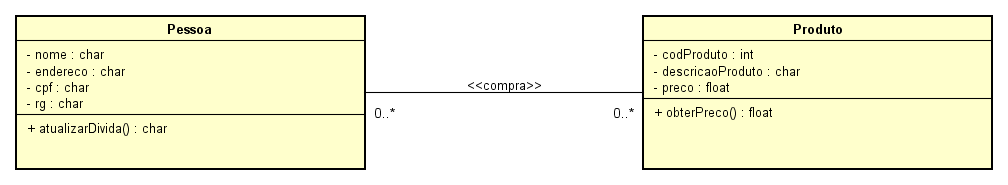 Pessoa
- nome : char
- endereco : char
- cpf : char
- rg : char
+ atualizarDivida() : char
<<compra>>
0..*
0..*
Produto
- codProduto : int
- descricaoProduto : char
- preco : float
+ obterPreco() : float